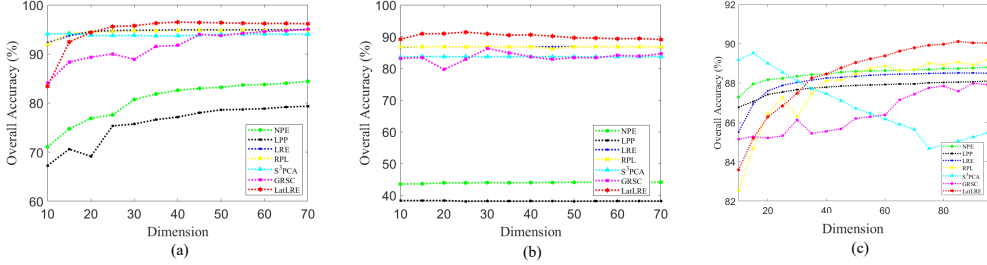 100
90
80
70
60
Overall Accuracy (%)
10 20 30 40 50 60 70
Dimension
NPE
LPP
LRE
RPL
S³PCA
GRSC
LatLRE
(a)
100
90
80
70
60
50
40
Overall Accuracy (%)
10 20 30 40 50 60 70
Dimension
NPE
LPP
LRE
RPL
S³PCA
GRSC
LatLRE
(b)
92
90
88
86
84
82
Overall Accuracy (%)
20 40 60 80
Dimension
NPE
LPP
LRE
RPL
S³PCA
GRSC
LatLRE
(c)